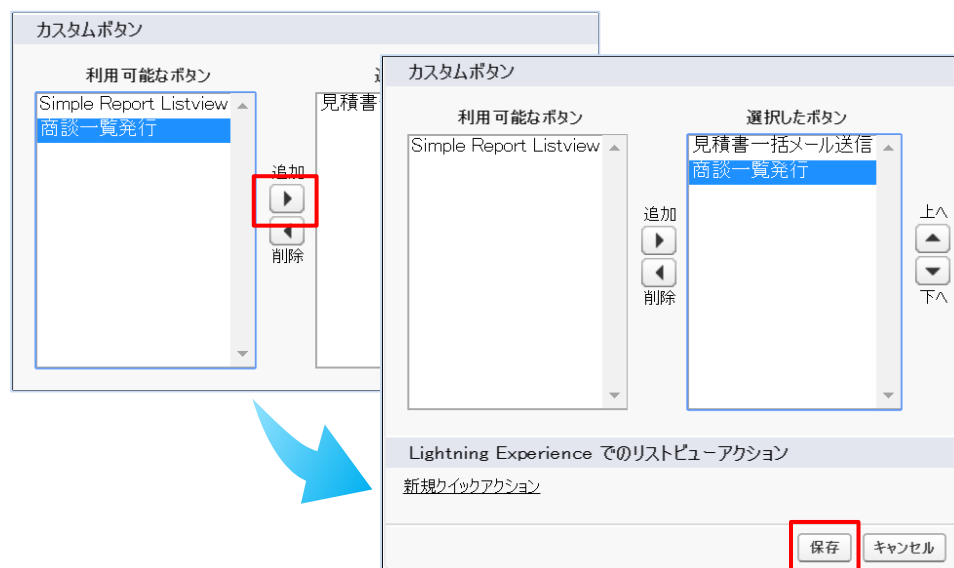 カスタムボタン
利用可能なボタン
Simple Report Listview
商談一覧発行
追加
削除
見積書
カスタムボタン
利用可能なボタン
Simple Report Listview
追加
削除
選択したボタン
見積書一括メール送信
商談一覧発行
上へ
下へ
Lightning Experience でのリストビューアクション
新規クイックアクション
保存
キャンセル